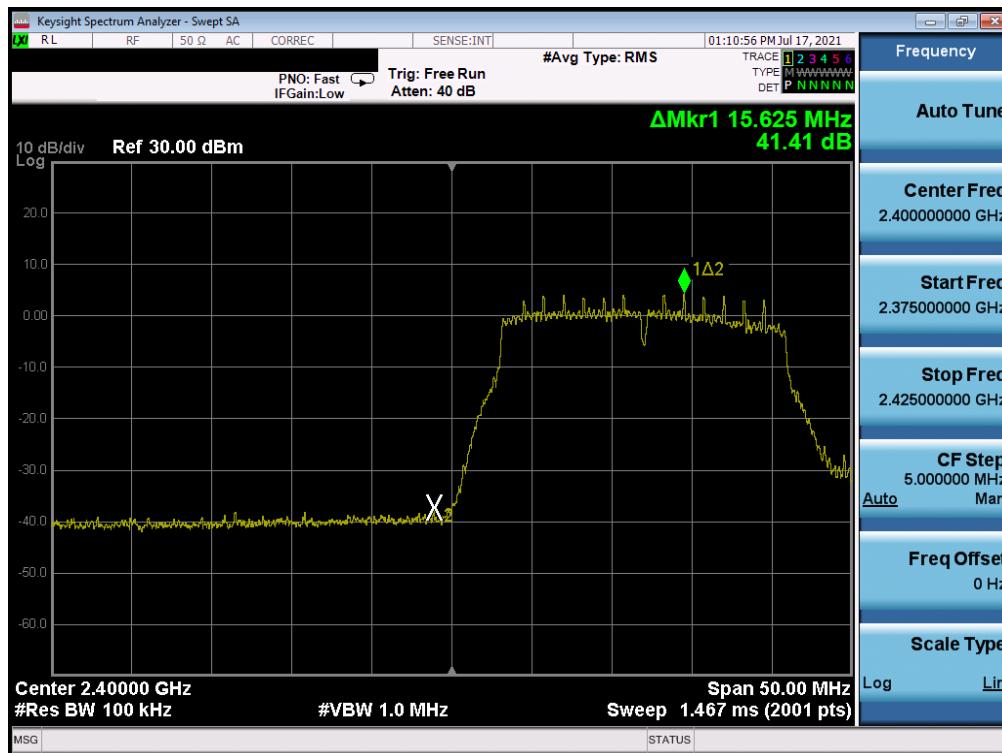 Keysight Spectrum Analyzer - Swept SA
LXI RL RF 50 Ω AC CORREC SENSE:INT 01:10:56 PM Jul 17, 2021
Frequency
#Avg Type: RMS
TRACE 1 2 3 4 5 6
PNO: Fast Trig: Free Run
TYPE M W W W W W
IFGain:Low Atten: 40 dB
DET P N N N N N
Auto Tune
ΔMkr1 15.625 MHz
41.41 dB
10 dB/div Ref 30.00 dBm
Log
Center Freq
2.400000000 GHz
20.0
10.0
1Δ2
Start Freq
2.375000000 GHz
0.00
-10.0
Stop Freq
2.425000000 GHz
-20.0
-30.0
CF Step
5.000000 MHz
Auto Man
X2
-40.0
Freq Offset
0 Hz
-50.0
-60.0
Scale Type
Log Lin
Center 2.40000 GHz Span 50.00 MHz
#Res BW 100 kHz #VBW 1.0 MHz Sweep 1.467 ms (2001 pts)
MSG STATUS